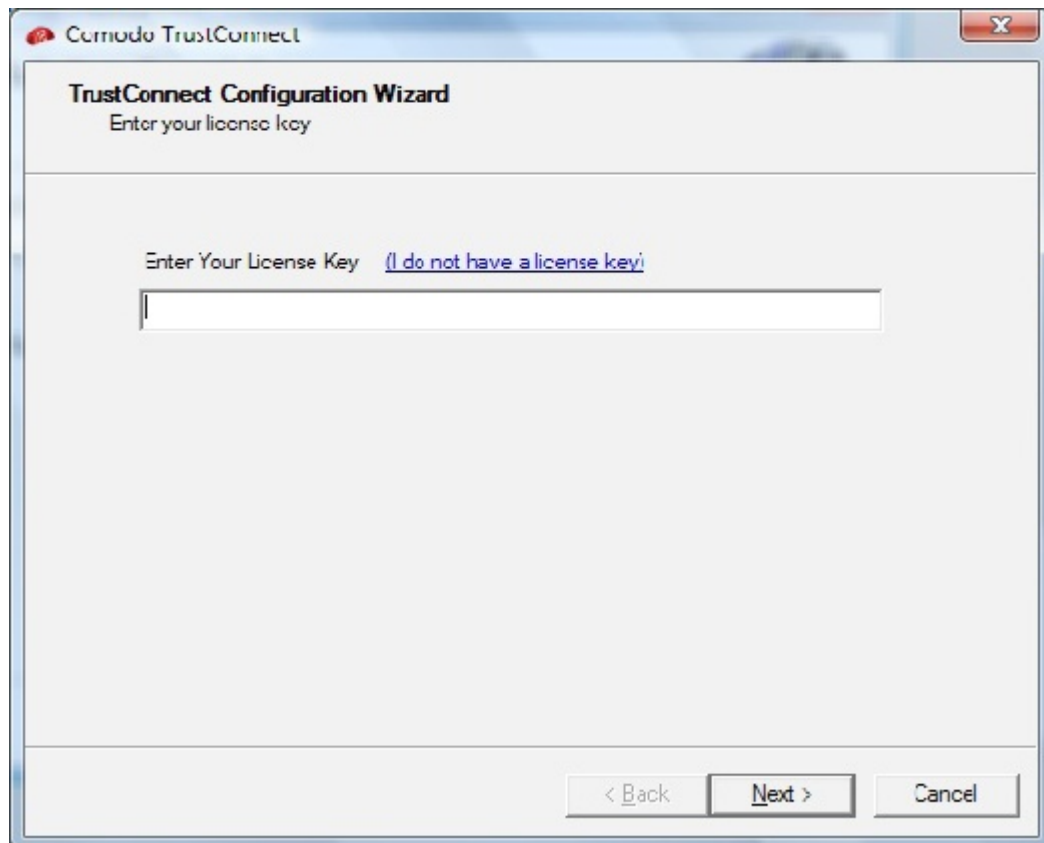 Comodo TrustConnect
TrustConnect Configuration Wizard
Enter your license key
Enter Your License Key (I do not have a license key)
< Back Next > Cancel